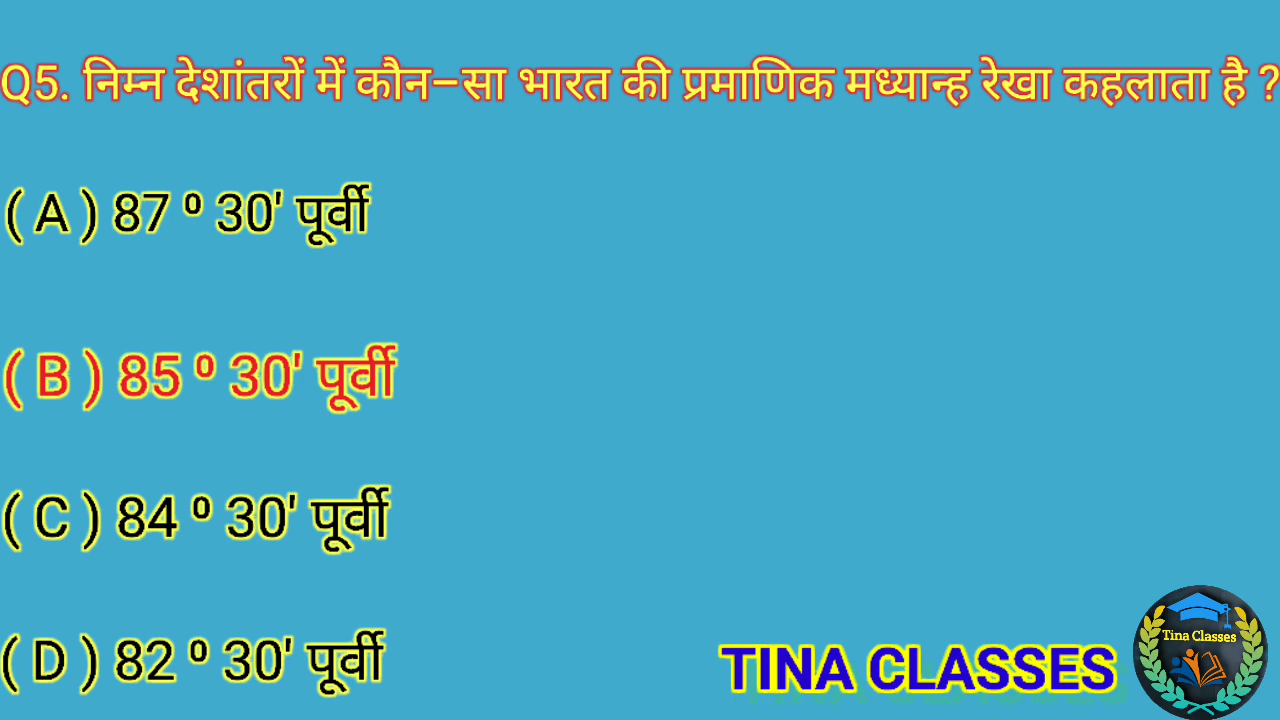 Q5. निम्न देशांतरों में कौन–सा भारत की प्रमाणिक मध्यान्ह रेखा कहलाता है ?
( A ) 87 º 30' पूर्वी
( B ) 85 º 30' पूर्वी
( C ) 84 º 30' पूर्वी
( D ) 82 º 30' पूर्वी
TINA CLASSES
Tina Classes